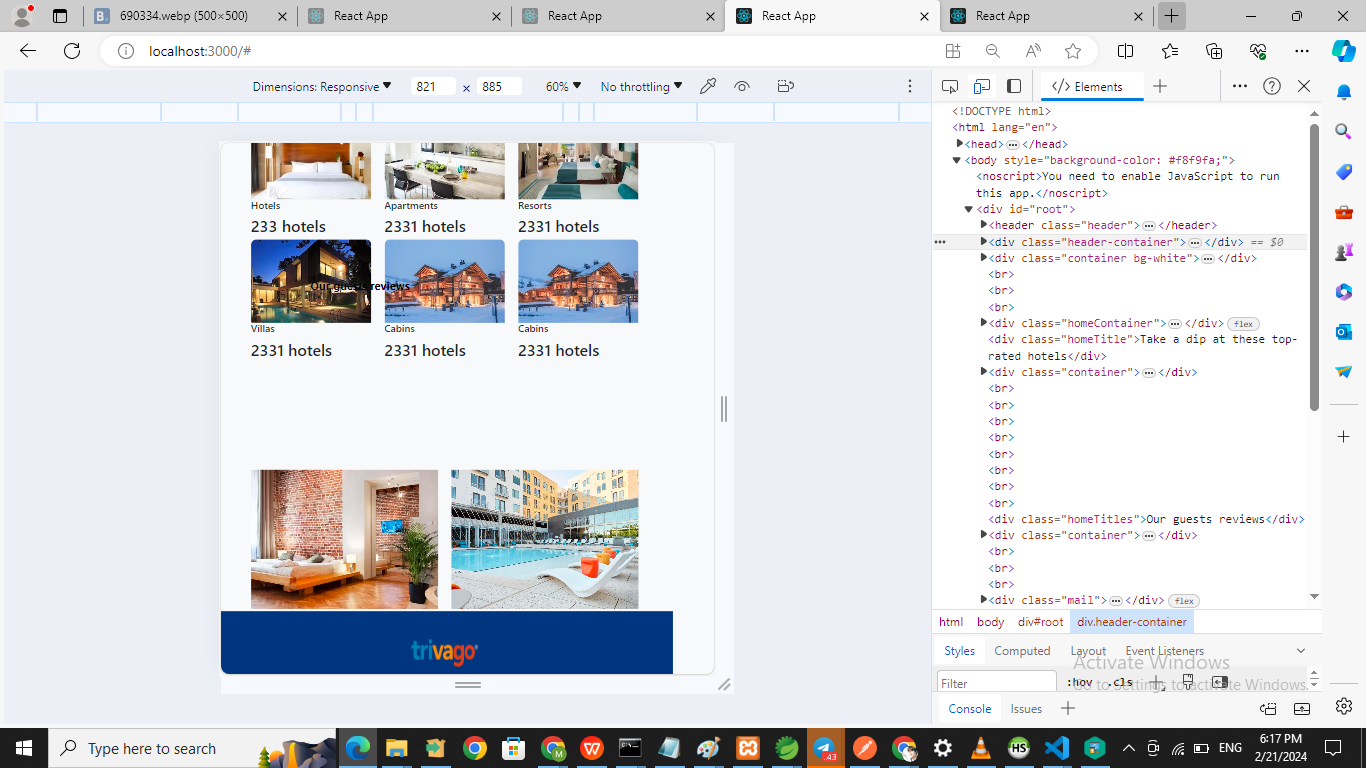 690334.webp (500×500)
React App
React App
React App
React App
localhost:3000/#
Dimensions: Responsive
821
x
885
60%
No throttling
Hotels
Apartments
Resorts
233 hotels
2331 hotels
2331 hotels
Our guests reviews
Villas
Cabins
Cabins
2331 hotels
2331 hotels
2331 hotels
trivago
Elements
<!DOCTYPE html>
<html lang="en">
<head>…</head>
<body style="background-color: #f8f9fa;">
<noscript>You need to enable JavaScript to run
this app.</noscript>
<div id="root">
<header class="header">…</header>
<div class="header-container">…</div> == $0
<div class="container bg-white">…</div>
<br>
<br>
<br>
<div class="homeContainer">…</div> flex
<div class="homeTitle">Take a dip at these top-
rated hotels</div>
<div class="container">…</div>
<br>
<br>
<br>
<br>
<br>
<br>
<br>
<br>
<div class="homeTitles">Our guests reviews</div>
<div class="container">…</div>
<br>
<br>
<br>
<div class="mail">…</div> flex
html body div#root div.header-container
Styles Computed Layout Event Listeners
Activate Windows
Go to Settings to activate Windows.
Filter
:hov .cls
Console Issues
Type here to search
.43
M
HS
ENG
6:17 PM
2/21/2024